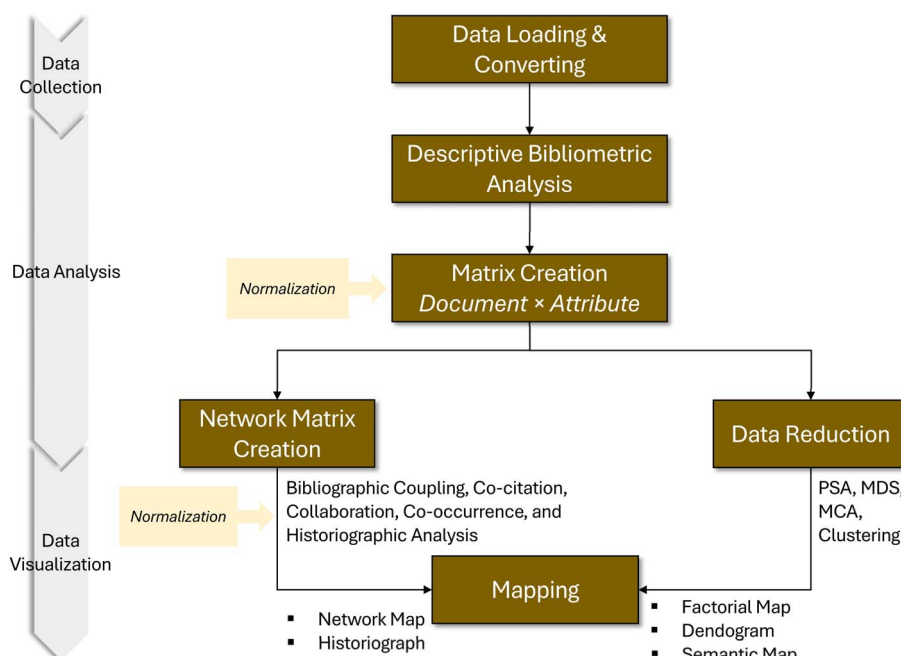 Data Loading &
Converting
Data
Collection
Descriptive Bibliometric
Analysis
Data Analysis
Normalization
Matrix Creation
Document × Attribute
Network Matrix
Creation
Data Reduction
Bibliographic Coupling, Co-citation,
Collaboration, Co-occurrence, and
Historiographic Analysis
PSA, MDS,
MCA,
Clustering
Normalization
Data
Visualization
Mapping
▪ Network Map
▪ Historiograph
▪ Factorial Map
▪ Dendogram
▪ Semantic Map